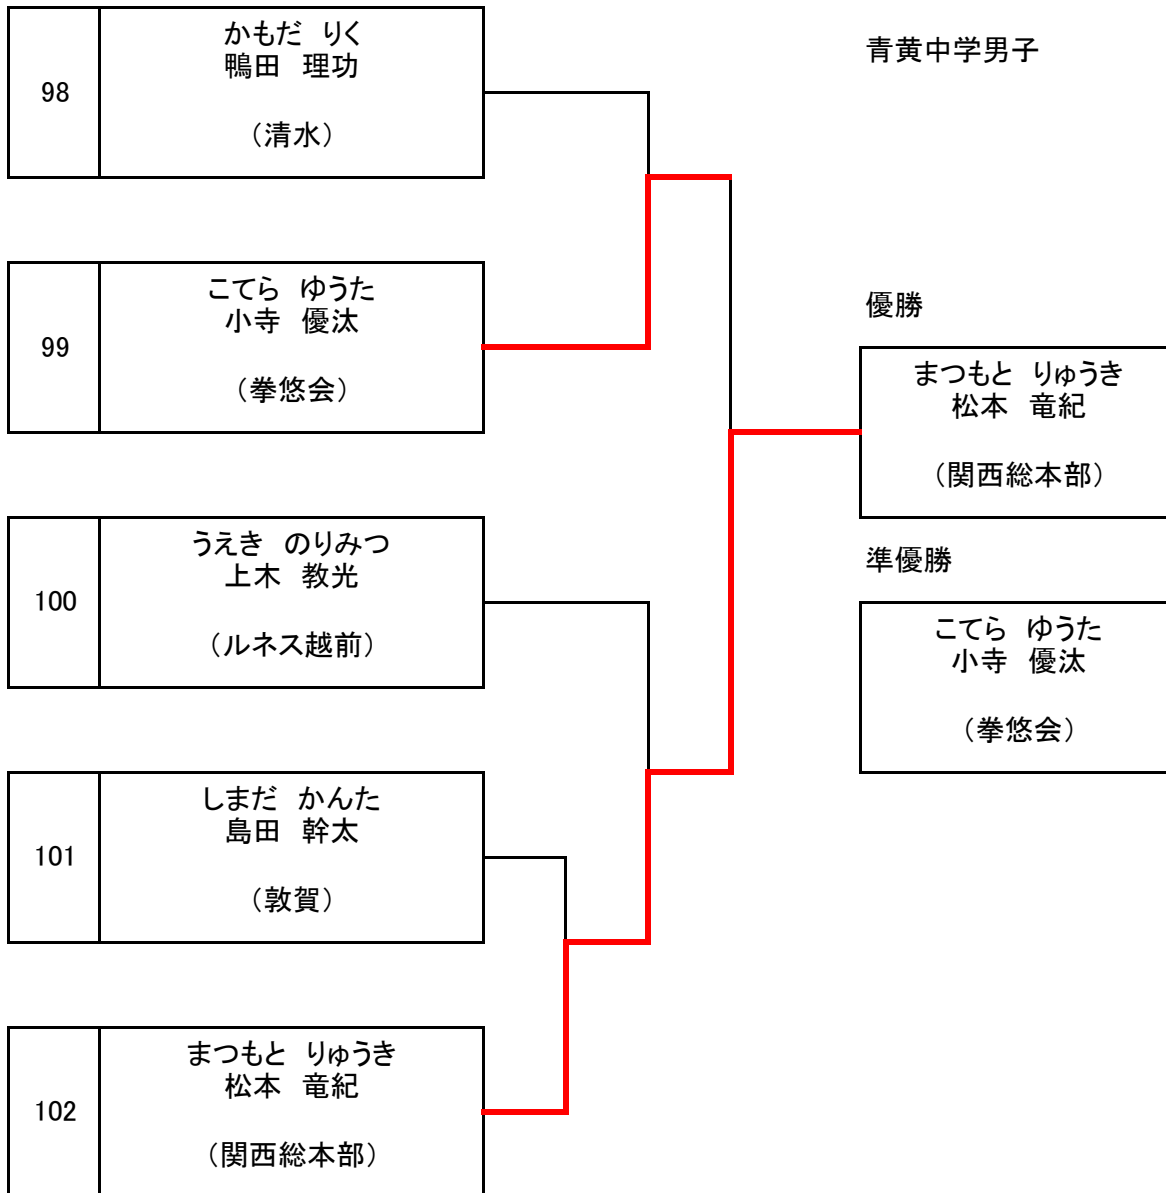 青黄中学男子
98
かもだ りく
鴨田 理功
（清水）
99
こてら ゆうた
小寺 優汰
（拳悠会）
100
うえき のりみつ
上木 教光
（ルネス越前）
101
しまだ かんた
島田 幹太
（敦賀）
102
まつもと りゅうき
松本 竜紀
（関西総本部）
優勝
まつもと りゅうき
松本 竜紀
（関西総本部）
準優勝
こてら ゆうた
小寺 優汰
（拳悠会）